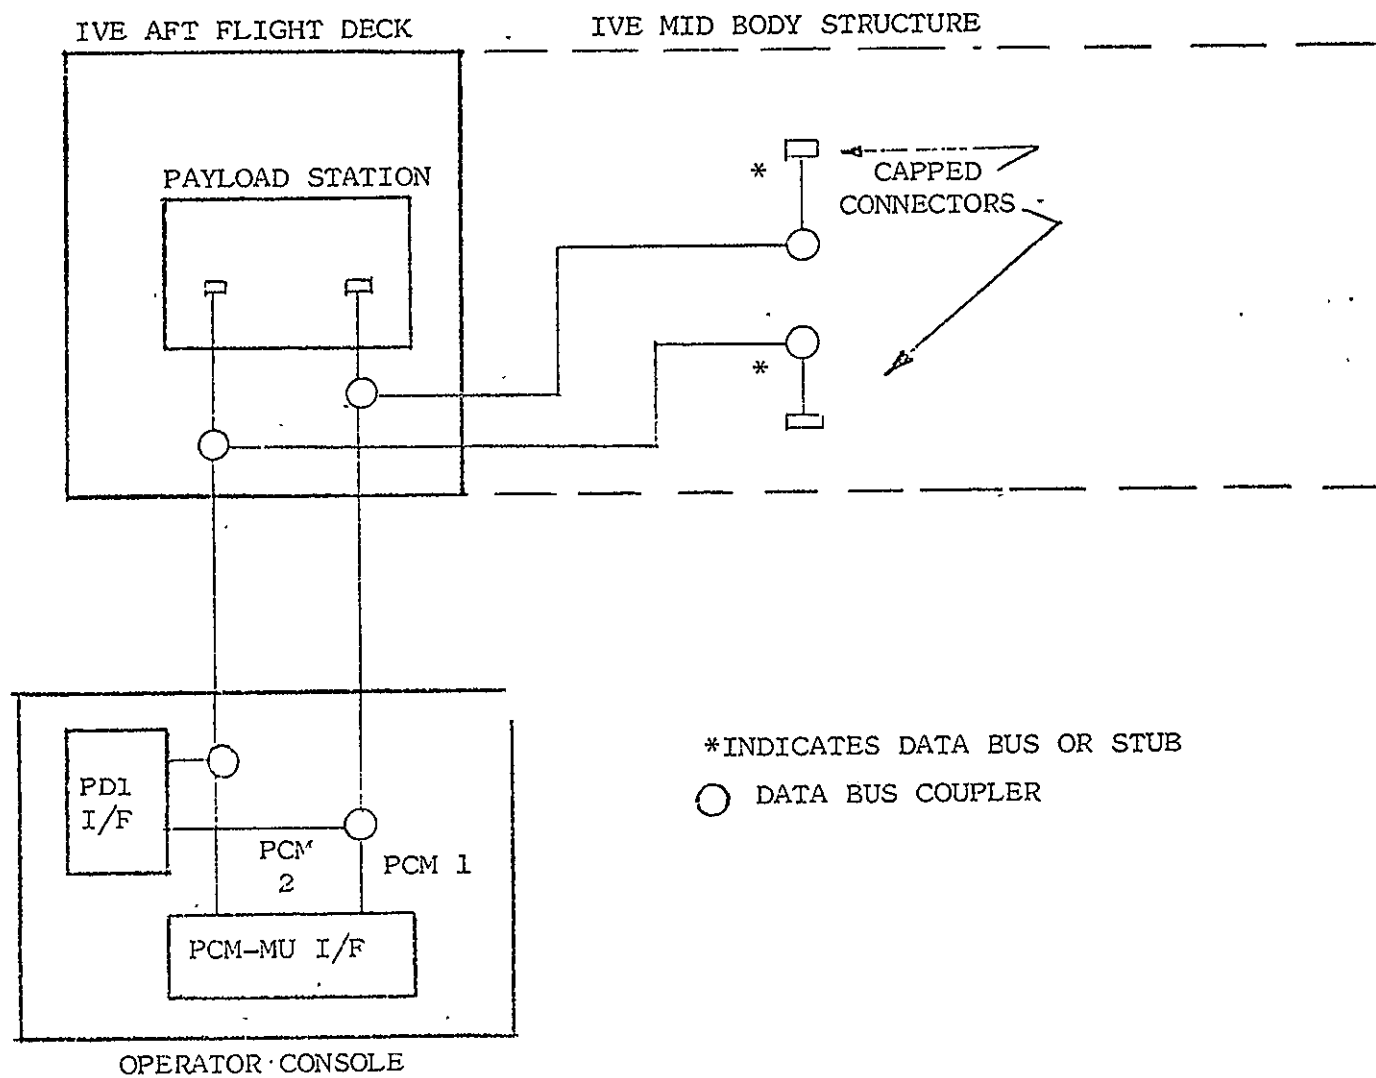 IVE AFT FLIGHT DECK
IVE MID BODY STRUCTURE
PAYLOAD STATION
*
CAPPED
CONNECTORS
*
*INDICATES DATA BUS OR STUB
DATA BUS COUPLER
PD1
I/F
PCM
2
PCM 1
PCM-MU I/F
OPERATOR CONSOLE